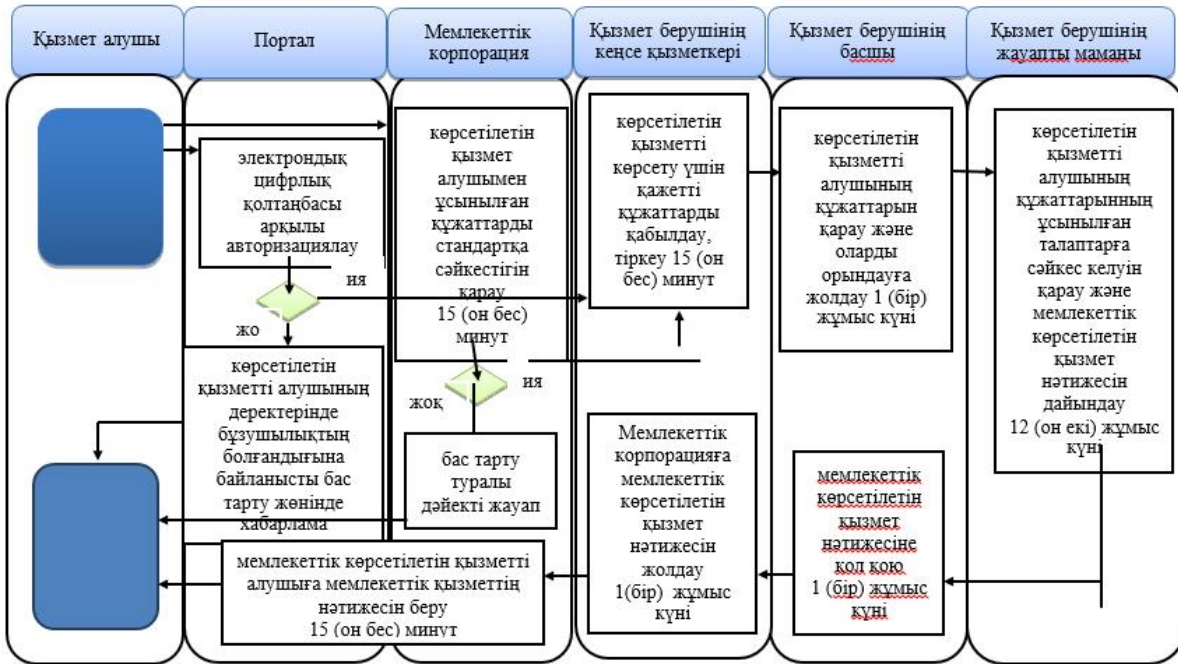 Қызмет алушы
Портал
Мемлекеттік
корпорация
Қызмет берушінің
кеңсе қызметкері
Қызмет берушінің
басшы
Қызмет берушінің
жауапты маманы
электрондық
цифрлық
қолтаңбасы
арқылы
авторизациялау
ия
жо
көрсетілетін
қызметті алушының
деректерінде
бұзушылықтың
болғандығына
байланысты бас
тарту жөнінде
хабарлама
көрсетілетін
қызмет
алушымен
ұсынылған
құжаттарды
стандартқа
сәйкестігін
қарау
15 (он бес)
минут
ия
жоқ
бас тарту
туралы
дәйекті жауап
көрсетілетін
қызметті
көрсету үшін
қажетті
құжаттарды
қабылдау,
тіркеу 15 (он
бес) минут
көрсетілетін
қызметті
алушының
құжаттарын
қарау және
оларды
орындауға
жолдау 1 (бір)
жұмыс күні
көрсетілетін
қызметті
алушының
құжаттарынның
ұсынылған
талаптарға
сәйкес келуін
қарау және
мемлекеттік
көрсетілетін
қызмет
нәтижесін
дайындау
12 (он екі) жұмыс
күні
мемлекеттік
көрсетілетін
қызмет
нәтижесіне
қол қою
1 (бір) жұмыс
күні
Мемлекеттік
корпорацияға
мемлекеттік
көрсетілетін
қызмет
нәтижесін
жолдау
1(бір) жұмыс
күні
мемлекеттік көрсетілетін қызметті
алушыға мемлекеттік қызметтің
нәтижесін беру
15 (он бес) минут